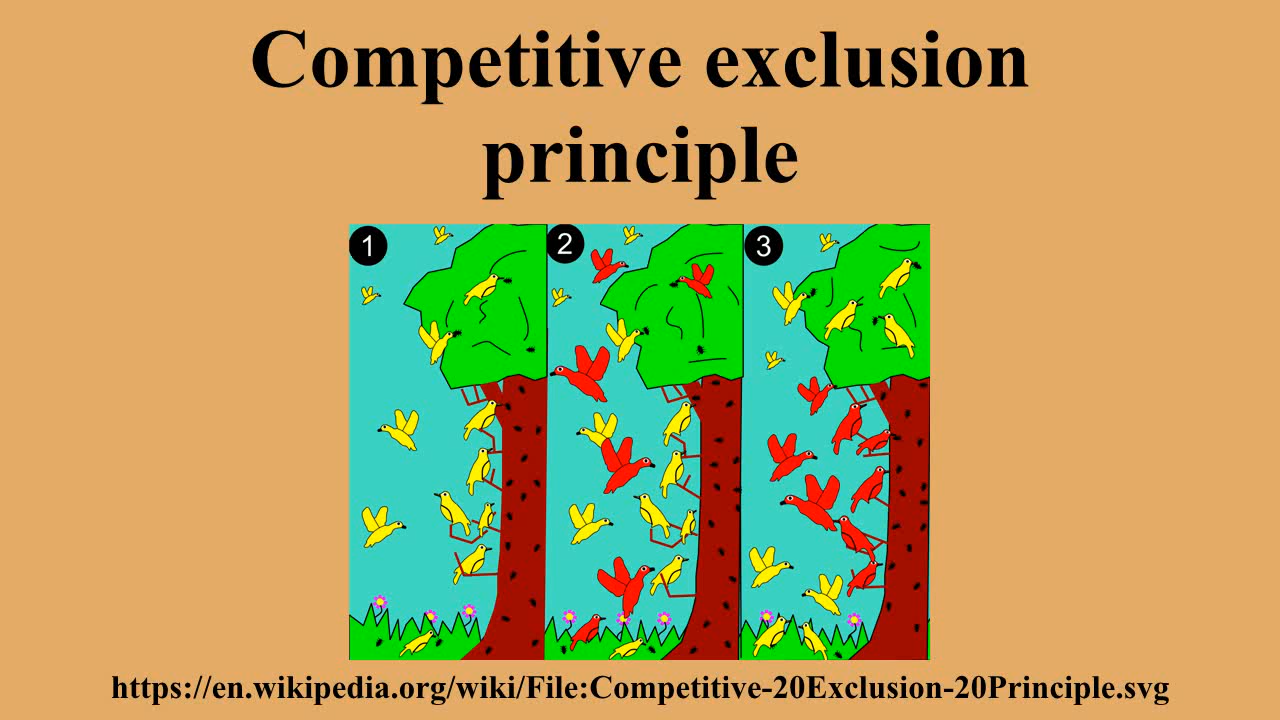 Competitive exclusion
principle
1 2 3
https://en.wikipedia.org/wiki/File:Competitive-20Exclusion-20Principle.svg